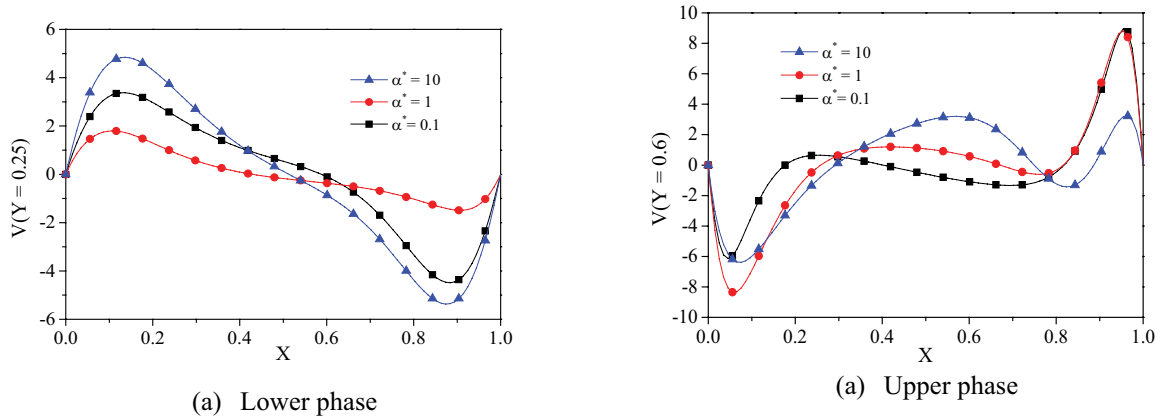 6
4
2
0
-2
-4
-6
V(Y = 0.25)
α* = 10
α* = 1
α* = 0.1
0.0 0.2 0.4 0.6 0.8 1.0
X
(a) Lower phase
10
8
6
4
2
0
-2
-4
-6
-8
-10
V(Y = 0.6)
α* = 10
α* = 1
α* = 0.1
0.0 0.2 0.4 0.6 0.8 1.0
X
(a) Upper phase